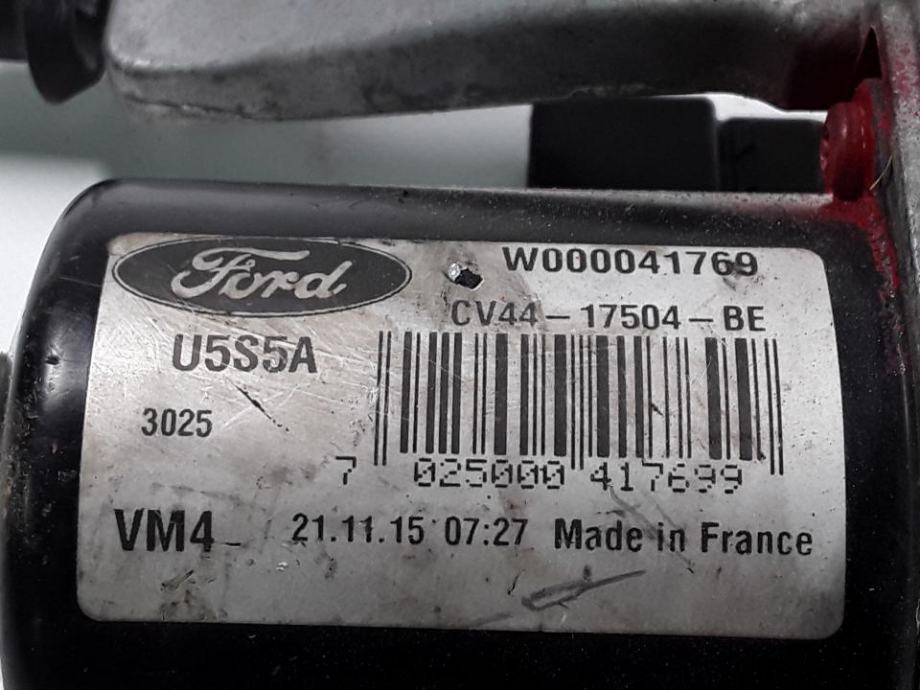 Ford
W000041769
CV44-17504-BE
U5S5A
3025
7 025000 417699
VM4 21.11.15 07:27 Made in France